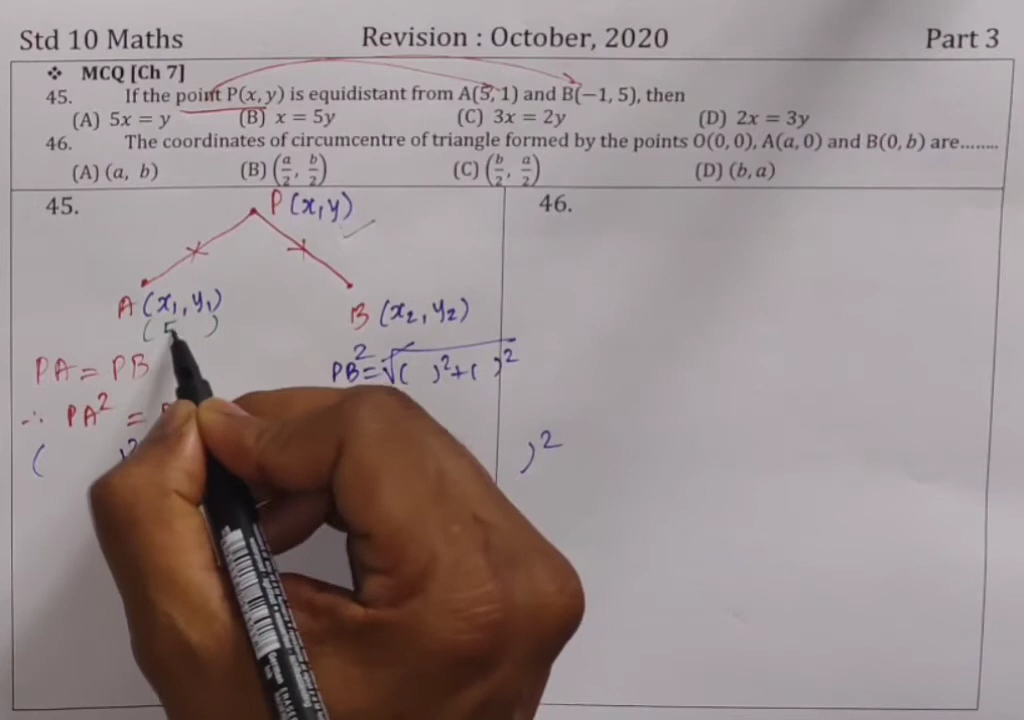 Std 10 Maths Revision : October, 2020 Part 3
❖ MCQ [Ch 7]
45. If the point P(x, y) is equidistant from A(5, 1) and B(−1, 5), then
(A) 5x = y (B) x = 5y (C) 3x = 2y (D) 2x = 3y
46. The coordinates of circumcentre of triangle formed by the points O(0, 0), A(a, 0) and B(0, b) are........
(A) (a, b) (B) (a/2, b/2) (C) (b/2, a/2) (D) (b, a)
45. P (x, y) 46.
A (x₁, y₁) B (x₂, y₂)
( 5 )
PA = PB PB² = √( )² + ( )²
∴ PA² =
( )² )²